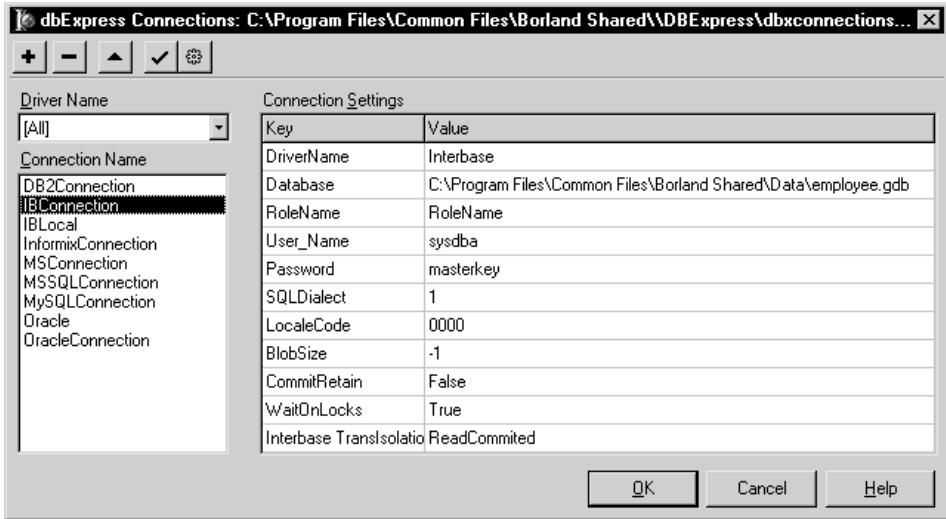 dbExpress Connections: C:\Program Files\Common Files\Borland Shared\\DBExpress\dbxconnections...
Driver Name
[All]
Connection Name
DB2Connection
IBConnection
IBLocal
InformixConnection
MSConnection
MSSQLConnection
MySQLConnection
Oracle
OracleConnection
Connection Settings
Key Value
DriverName Interbase
Database C:\Program Files\Common Files\Borland Shared\Data\employee.gdb
RoleName RoleName
User_Name sysdba
Password masterkey
SQLDialect 1
LocaleCode 0000
BlobSize -1
CommitRetain False
WaitOnLocks True
Interbase TransIsolatio ReadCommited
OK Cancel Help